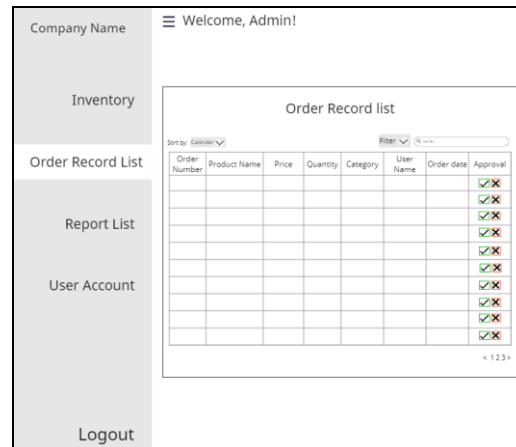 Company Name
Welcome, Admin!
Inventory
Order Record List
Report List
User Account
Logout
Order Record list
Sort by: Calendar
Filter
Order Number
Product Name
Price
Quantity
Category
User Name
Order date
Approval
< 1 2 3 >